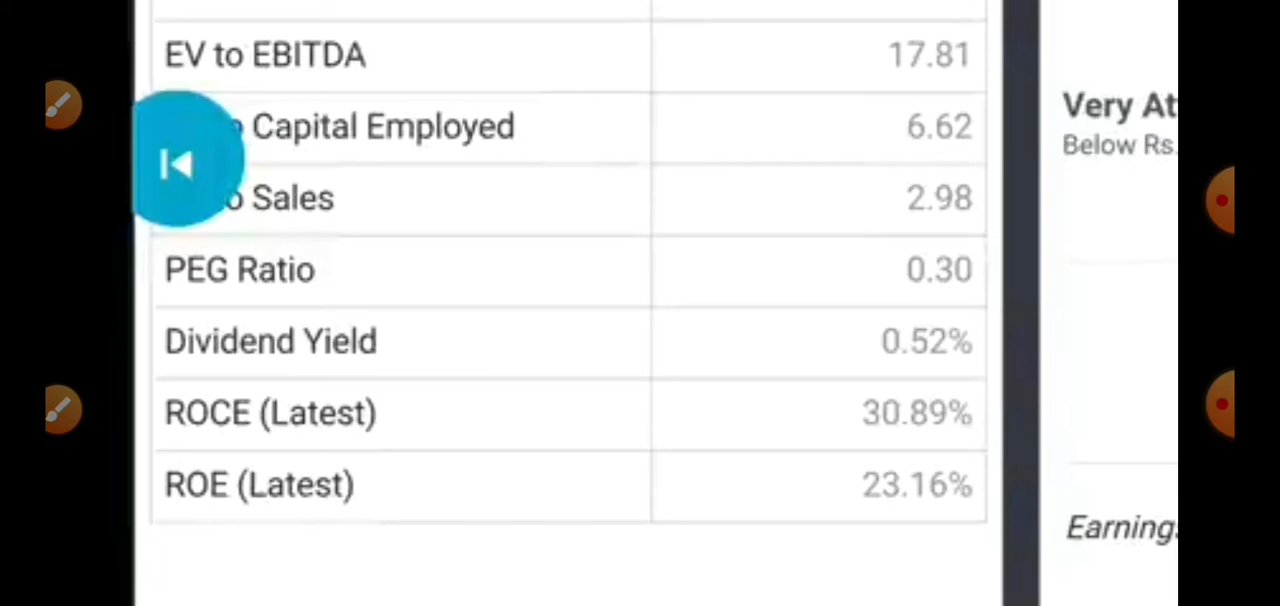 EV to EBITDA 17.81
Capital Employed 6.62
Sales 2.98
PEG Ratio 0.30
Dividend Yield 0.52%
ROCE (Latest) 30.89%
ROE (Latest) 23.16%
Very At
Below Rs.
Earning